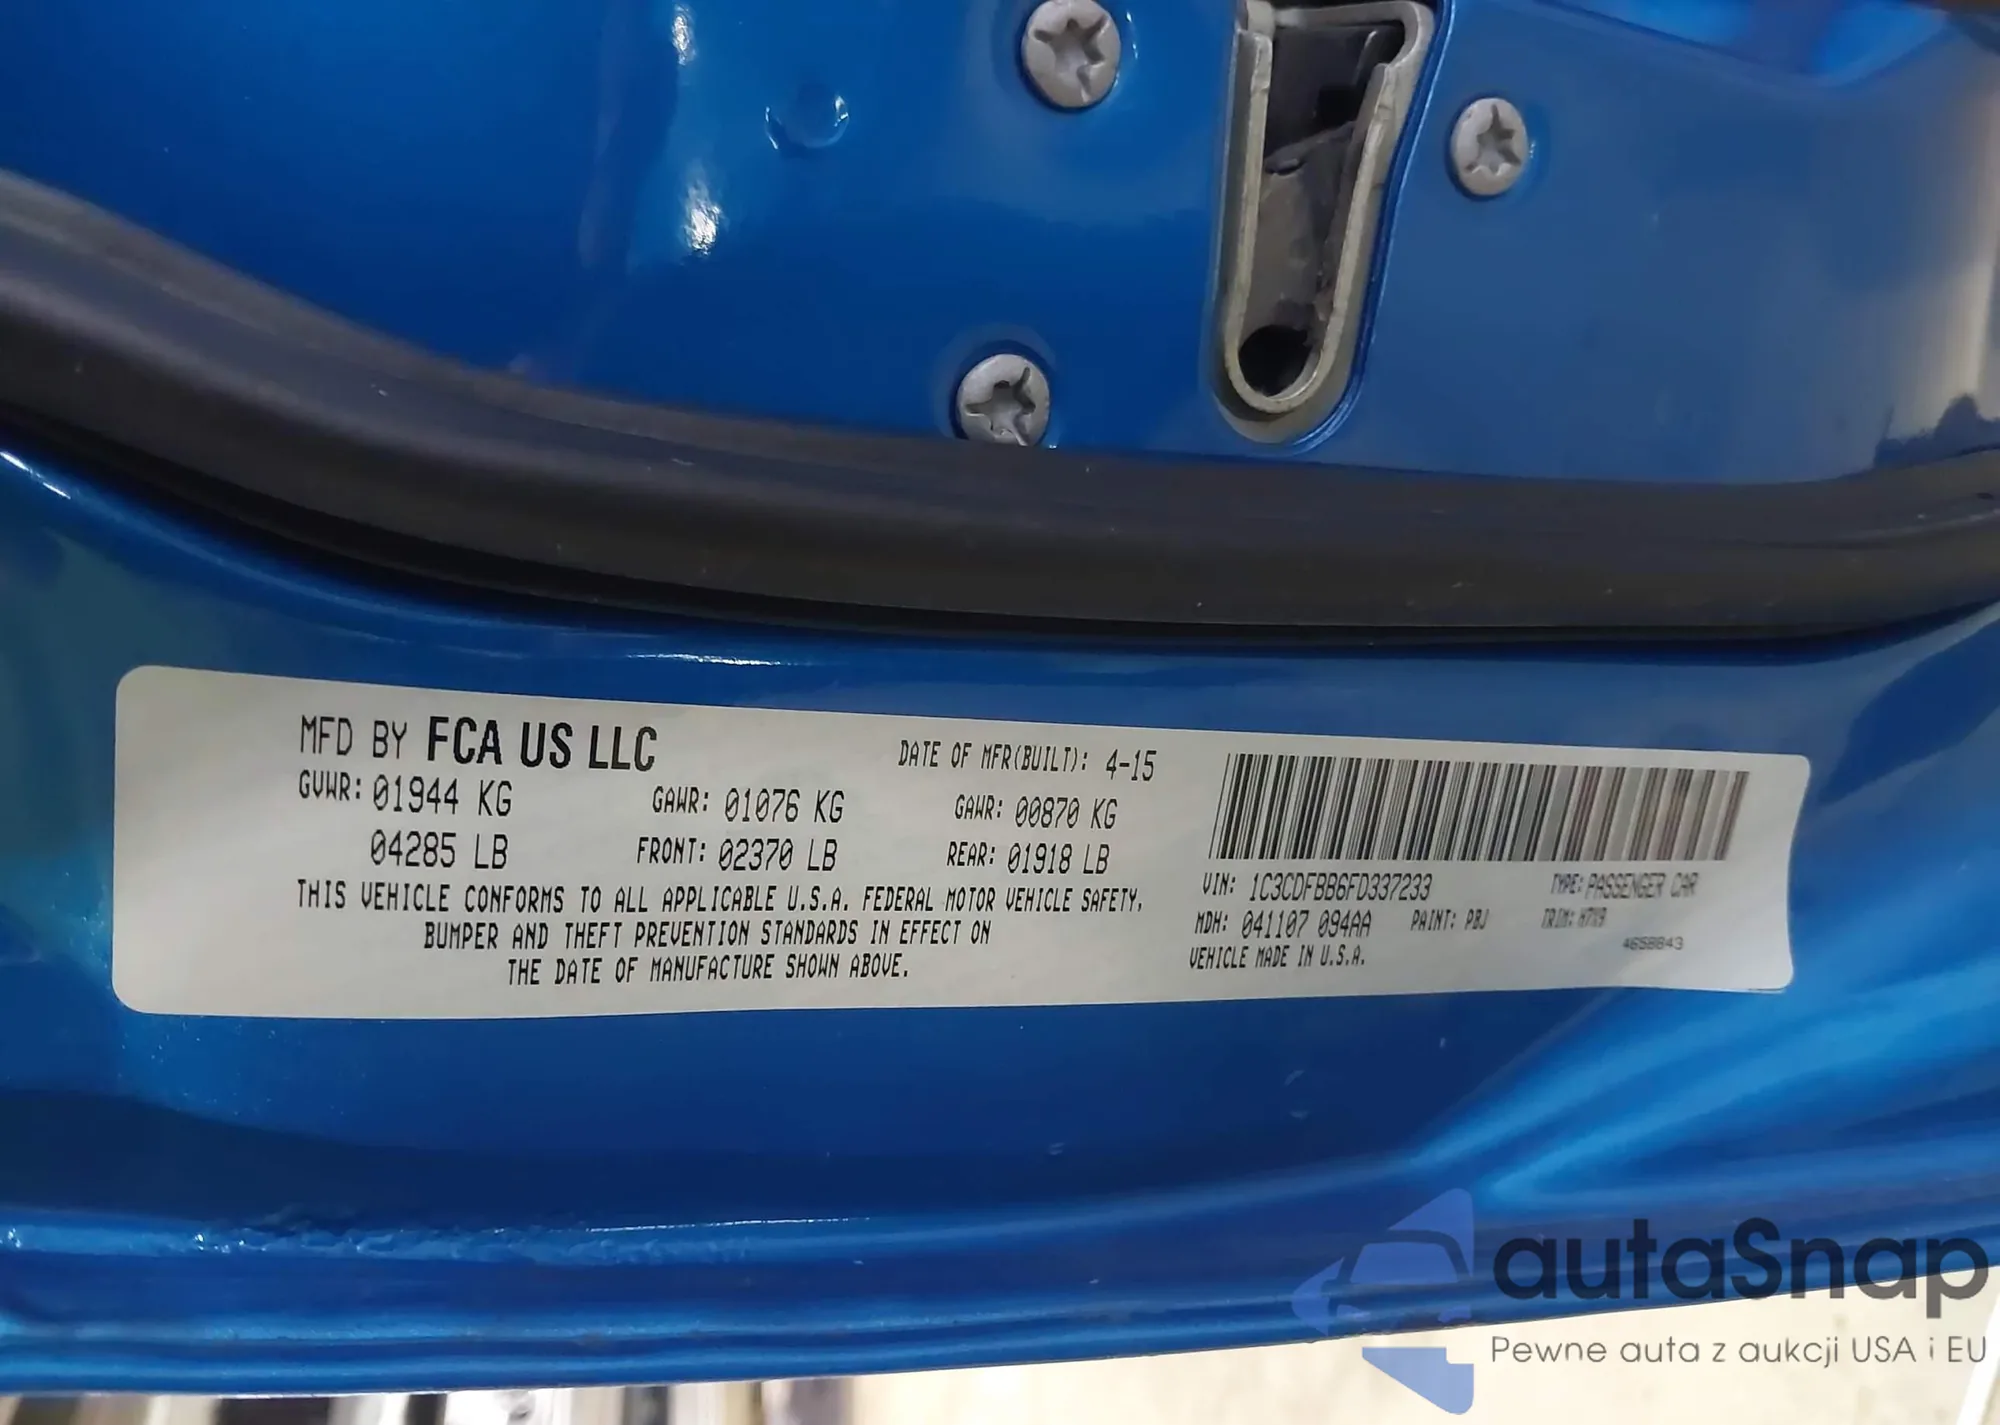 MFD BY FCA US LLC DATE OF MFR(BUILT): 4-15
GVWR: 01944 KG GAWR: 01076 KG GAWR: 00870 KG
04285 LB FRONT: 02370 LB REAR: 01918 LB
THIS VEHICLE CONFORMS TO ALL APPLICABLE U.S.A. FEDERAL MOTOR VEHICLE SAFETY,
BUMPER AND THEFT PREVENTION STANDARDS IN EFFECT ON
THE DATE OF MANUFACTURE SHOWN ABOVE.
VIN: 1C3CDFBB6FD337233 TYPE: PASSENGER CAR
MDH: 041107 094AA PAINT: PBJ TRIM: H7X9
VEHICLE MADE IN U.S.A. 4658843
autaSnap
Pewne auta z aukcji USA i EU